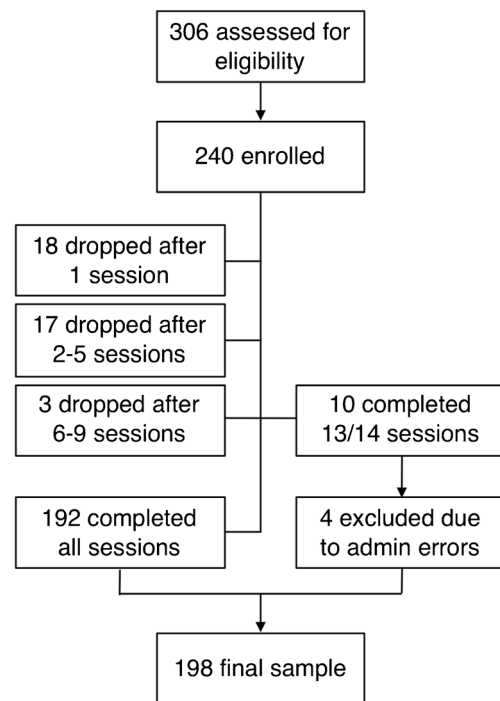 306 assessed for
eligibility
240 enrolled
18 dropped after
1 session
17 dropped after
2-5 sessions
3 dropped after
6-9 sessions
10 completed
13/14 sessions
192 completed
all sessions
4 excluded due
to admin errors
198 final sample